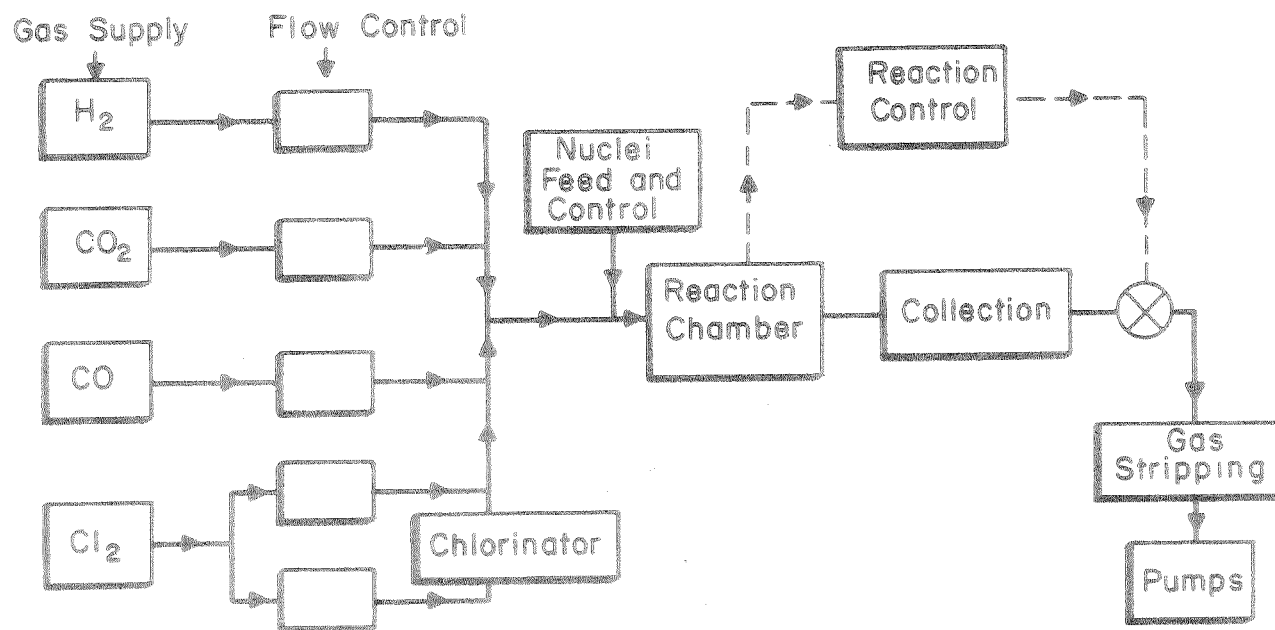 Gas Supply
Flow Control
H₂
CO₂
CO
Cl₂
Chlorinator
Nuclei
Feed and
Control
Reaction
Chamber
Reaction
Control
Collection
Gas
Stripping
Pumps